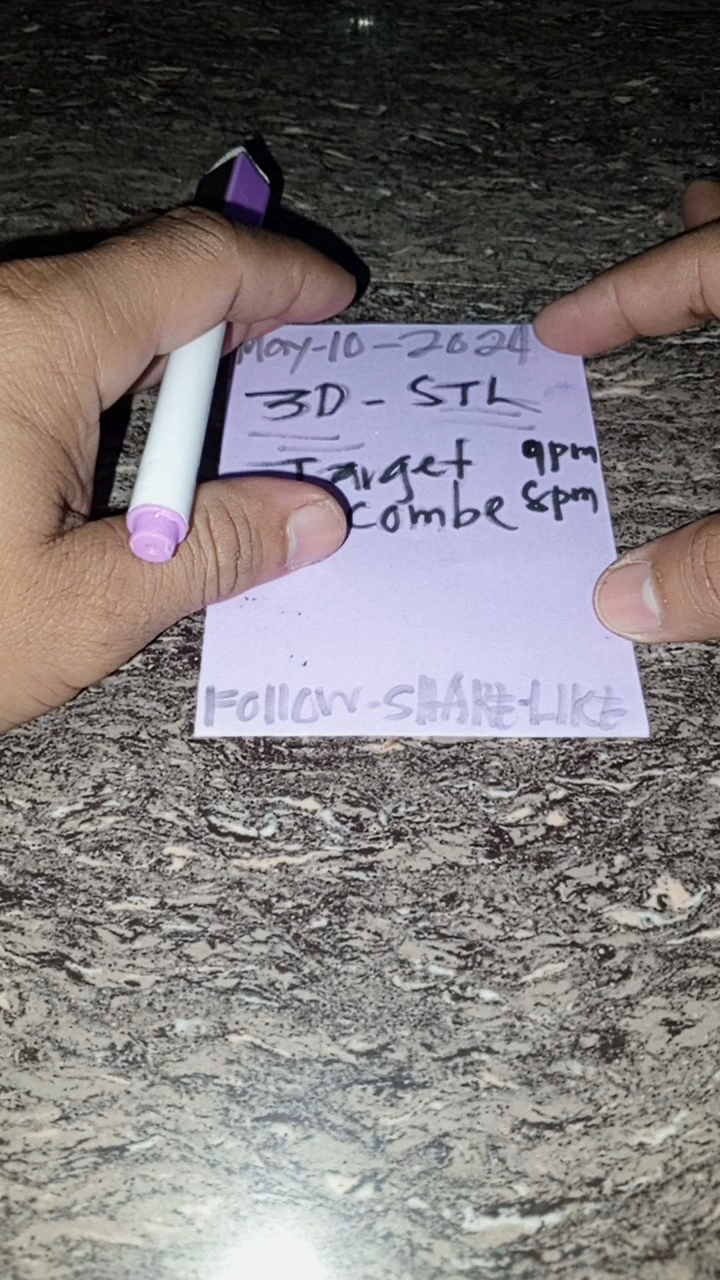 May-10-2024
3D - STL
Target 9pm
combe 8pm
FOllOW-SHARE-LIKE